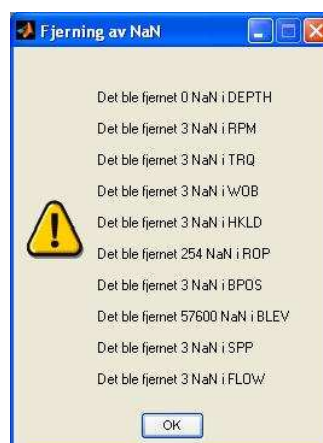 Fjerning av NaN
Det ble fjernet 0 NaN i DEPTH
Det ble fjernet 3 NaN i RPM
Det ble fjernet 3 NaN i TRQ
Det ble fjernet 3 NaN i WOB
Det ble fjernet 3 NaN i HKLD
Det ble fjernet 254 NaN i ROP
Det ble fjernet 3 NaN i BPOS
Det ble fjernet 57600 NaN i BLEV
Det ble fjernet 3 NaN i SPP
Det ble fjernet 3 NaN i FLOW
OK